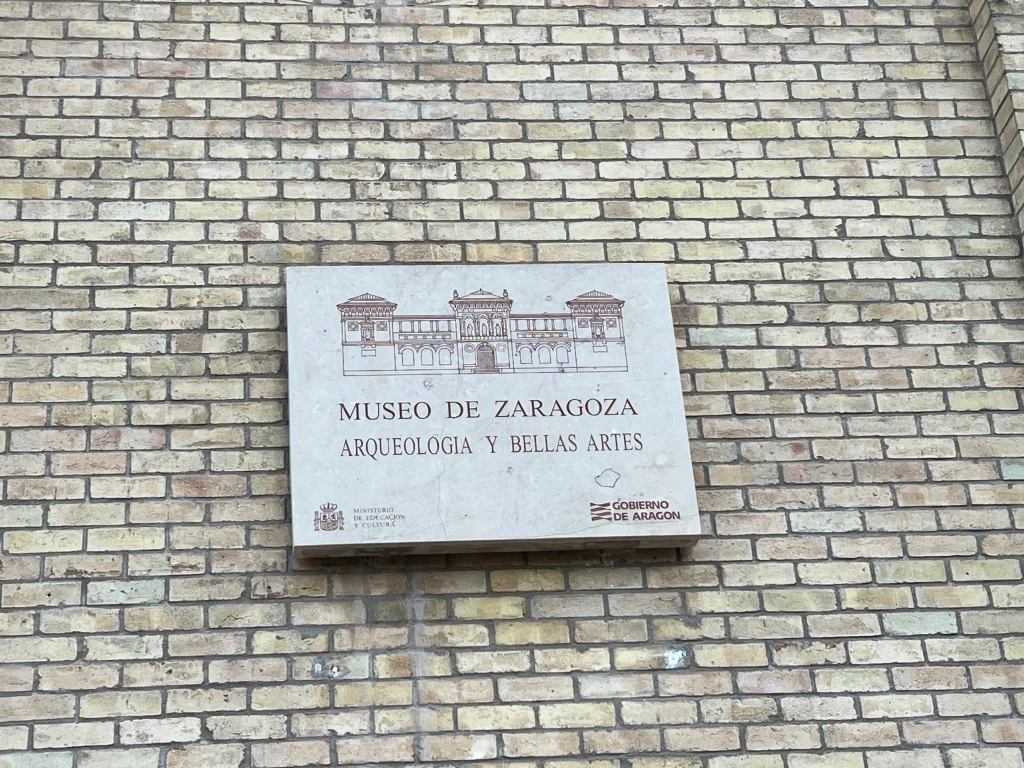 MUSEO DE ZARAGOZA
ARQUEOLOGIA Y BELLAS ARTES
MINISTERIO
DE EDUCACION
Y CULTURA
GOBIERNO
DE ARAGON